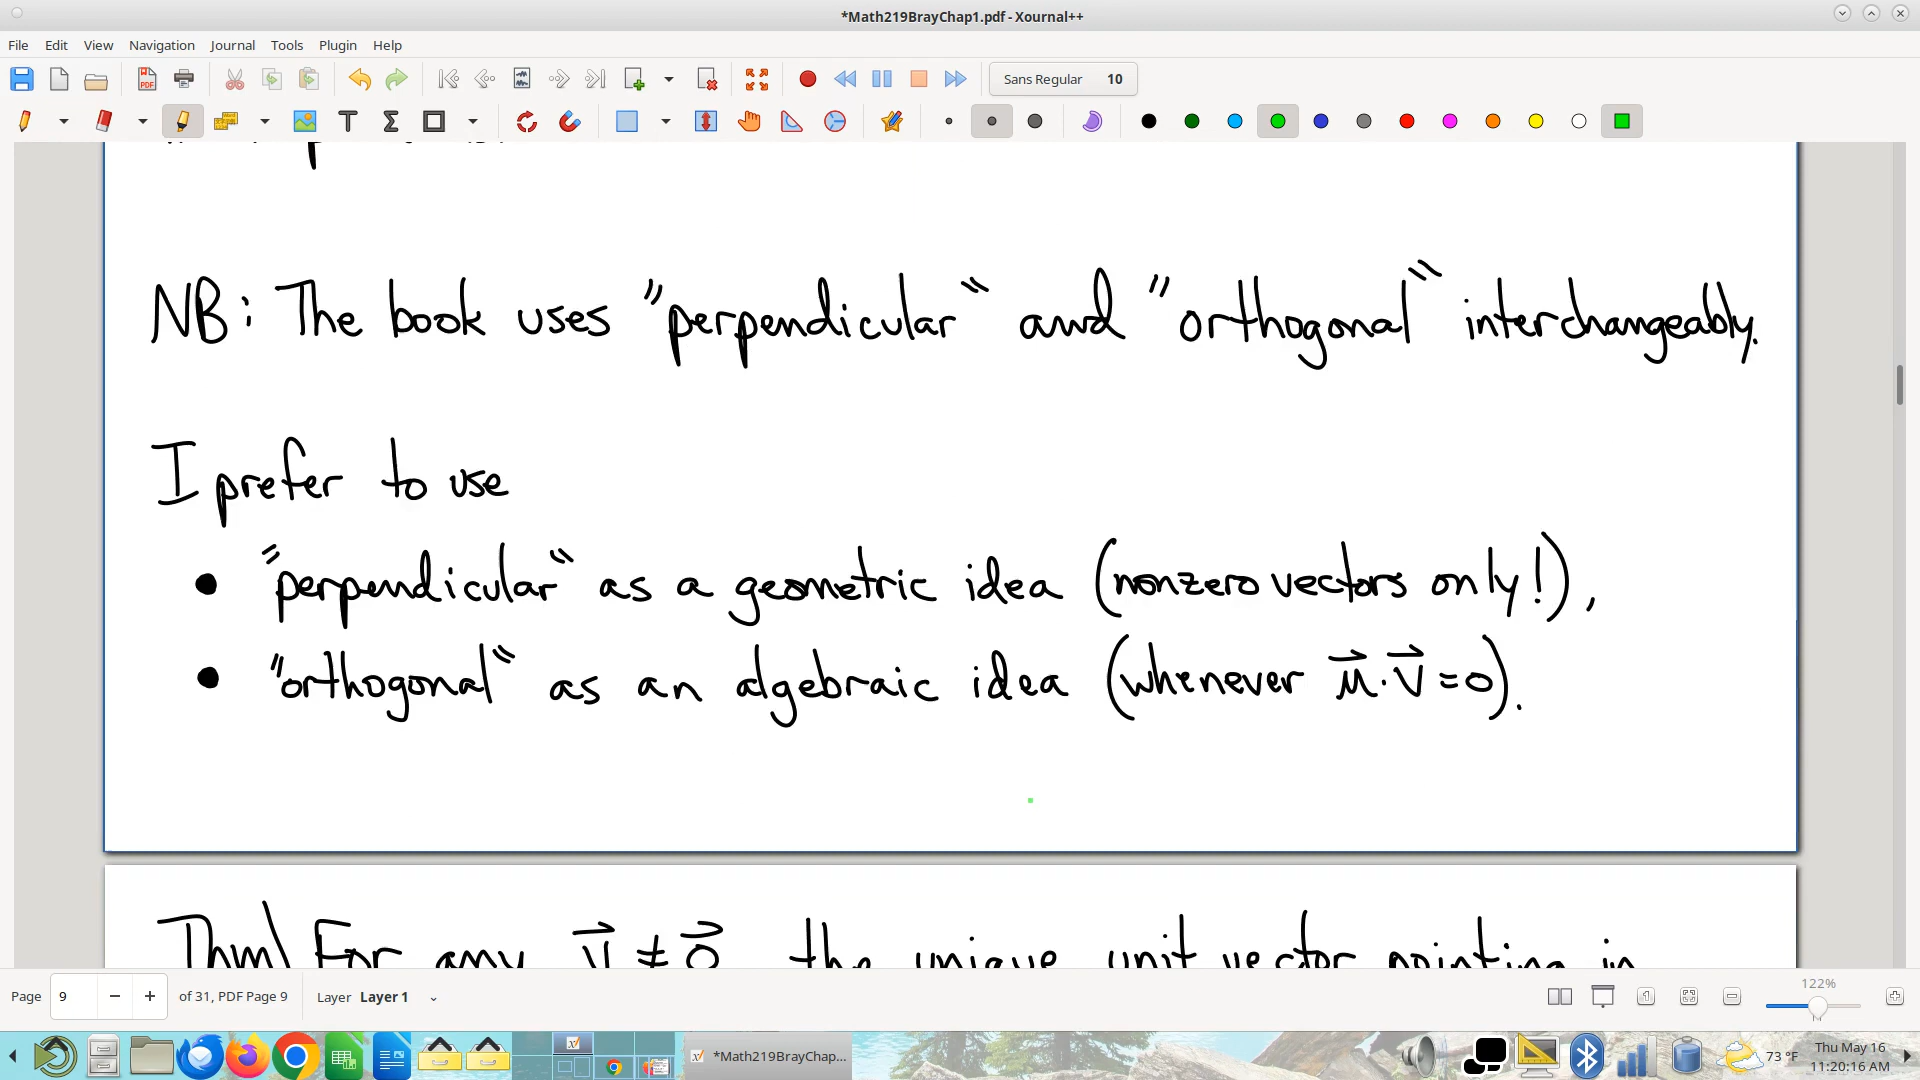 *Math219BrayChap1.pdf - Xournal++
File Edit View Navigation Journal Tools Plugin Help
Sans Regular 10
NB: The book uses "perpendicular" and "orthogonal" interchangeably.
I prefer to use
• "perpendicular" as a geometric idea (nonzero vectors only!),
• "orthogonal" as an algebraic idea (whenever u⃗·v⃗=0).
Thm) For any v⃗ ≠ 0⃗ the unique unit vector pointing in
Page 9 of 31, PDF Page 9 Layer Layer 1 122%
*Math219BrayChap... 73 °F Thu May 16
11:20:16 AM